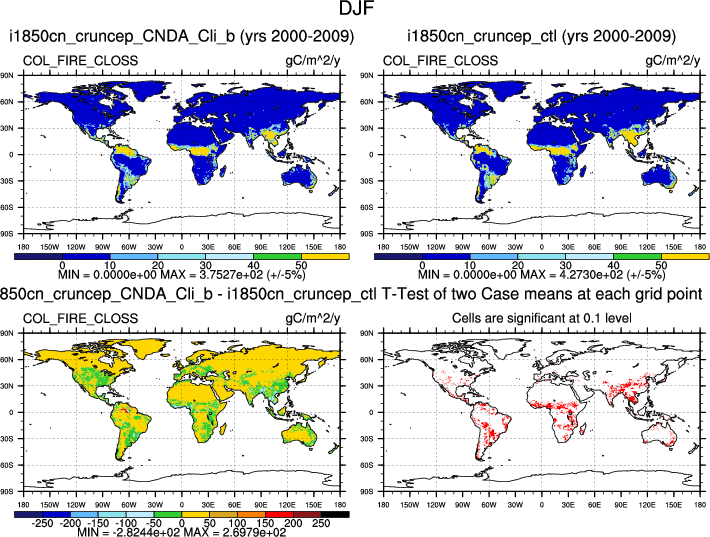 DJF
i1850cn_cruncep_CNDA_Cli_b (yrs 2000-2009)
i1850cn_cruncep_ctl (yrs 2000-2009)
COL_FIRE_CLOSS gC/m^2/y
COL_FIRE_CLOSS gC/m^2/y
90N
60N
30N
0
30S
60S
90S
180 150W 120W 90W 60W 30W 0 30E 60E 90E 120E 150E 180
0 10 20 30 40 50
MIN = 0.0000e+00 MAX = 3.7527e+02 (+/-5%)
90N
60N
30N
0
30S
60S
90S
180 150W 120W 90W 60W 30W 0 30E 60E 90E 120E 150E 180
0 10 20 30 40 50
MIN = 0.0000e+00 MAX = 4.2730e+02 (+/-5%)
850cn_cruncep_CNDA_Cli_b - i1850cn_cruncep_ctl
T-Test of two Case means at each grid point
COL_FIRE_CLOSS gC/m^2/y
Cells are significant at 0.1 level
90N
60N
30N
0
30S
60S
90S
180 150W 120W 90W 60W 30W 0 30E 60E 90E 120E 150E 180
-250 -200 -150 -100 -50 0 50 100 150 200 250
MIN = -2.8244e+02 MAX = 2.6979e+02
90N
60N
30N
0
30S
60S
90S
180 150W 120W 90W 60W 30W 0 30E 60E 90E 120E 150E 180